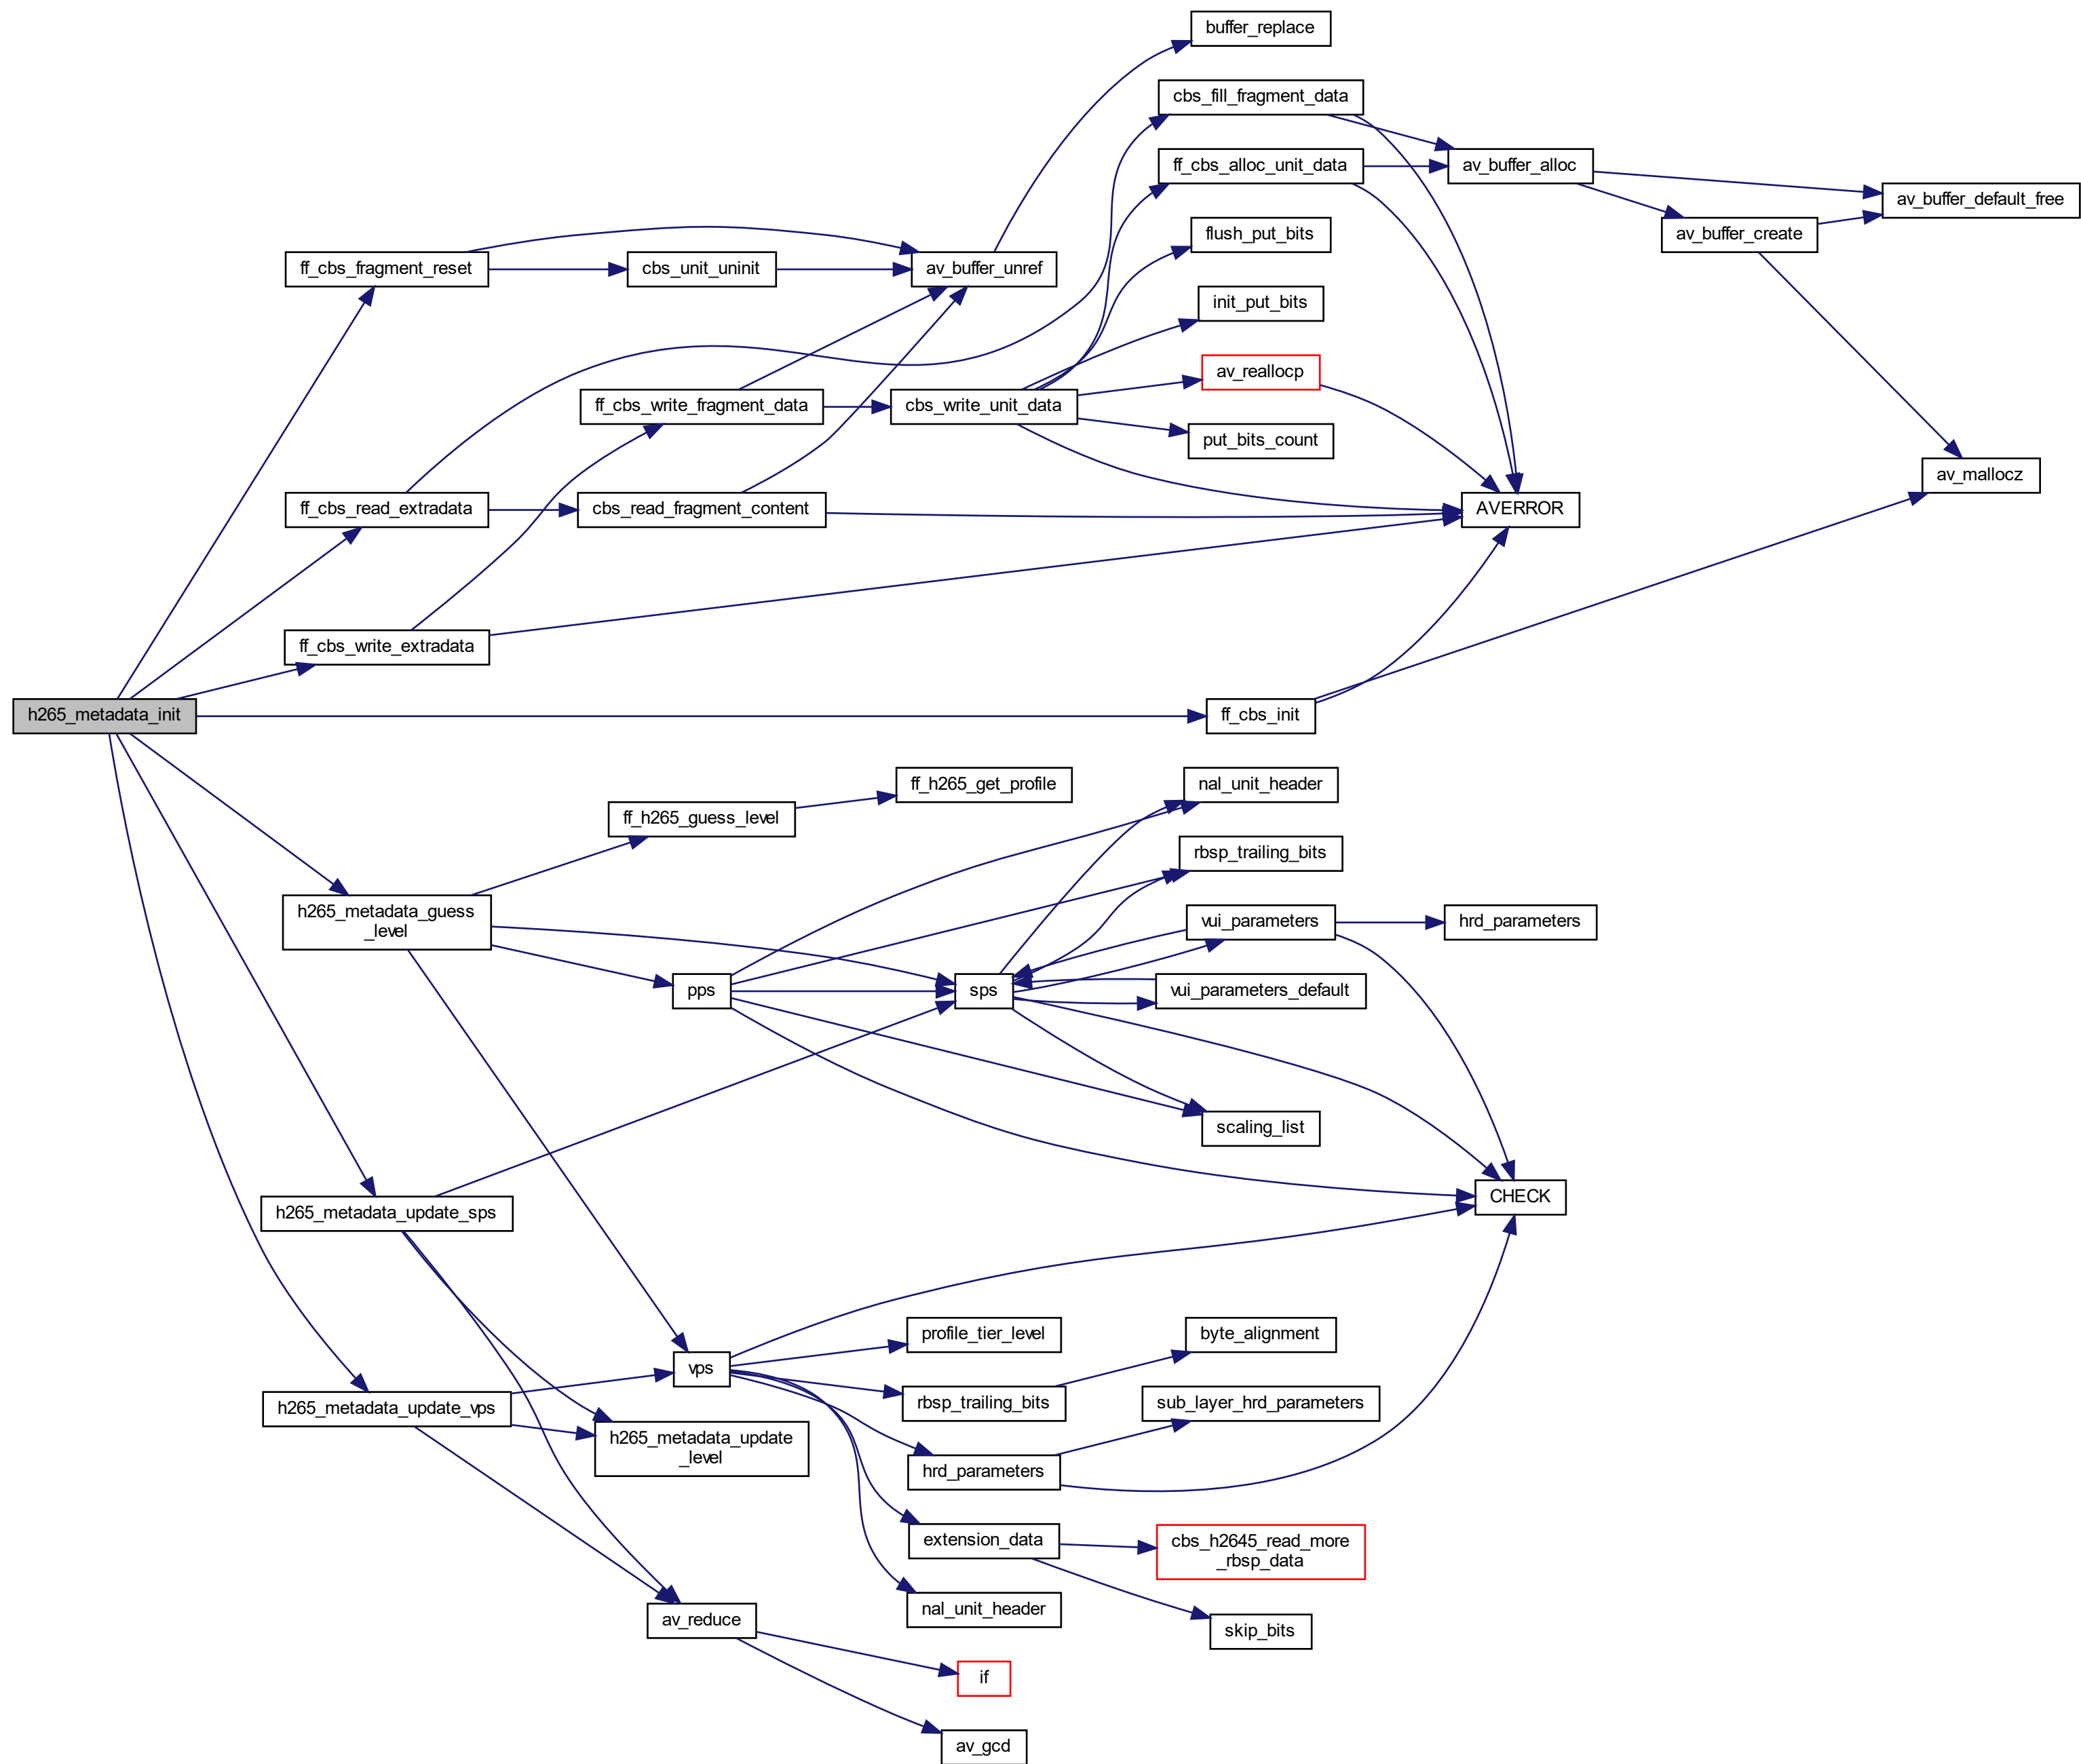 buffer_replace
cbs_fill_fragment_data
ff_cbs_alloc_unit_data
av_buffer_alloc
av_buffer_default_free
flush_put_bits
av_buffer_create
ff_cbs_fragment_reset
cbs_unit_uninit
av_buffer_unref
init_put_bits
av_reallocp
ff_cbs_write_fragment_data
cbs_write_unit_data
put_bits_count
av_mallocz
ff_cbs_read_extradata
cbs_read_fragment_content
AVERROR
ff_cbs_write_extradata
h265_metadata_init
ff_cbs_init
ff_h265_get_profile
nal_unit_header
ff_h265_guess_level
rbsp_trailing_bits
h265_metadata_guess
_level
vui_parameters
hrd_parameters
pps
sps
vui_parameters_default
scaling_list
h265_metadata_update_sps
CHECK
profile_tier_level
byte_alignment
vps
h265_metadata_update_vps
rbsp_trailing_bits
sub_layer_hrd_parameters
h265_metadata_update
_level
hrd_parameters
extension_data
cbs_h2645_read_more
_rbsp_data
nal_unit_header
av_reduce
skip_bits
if
av_gcd